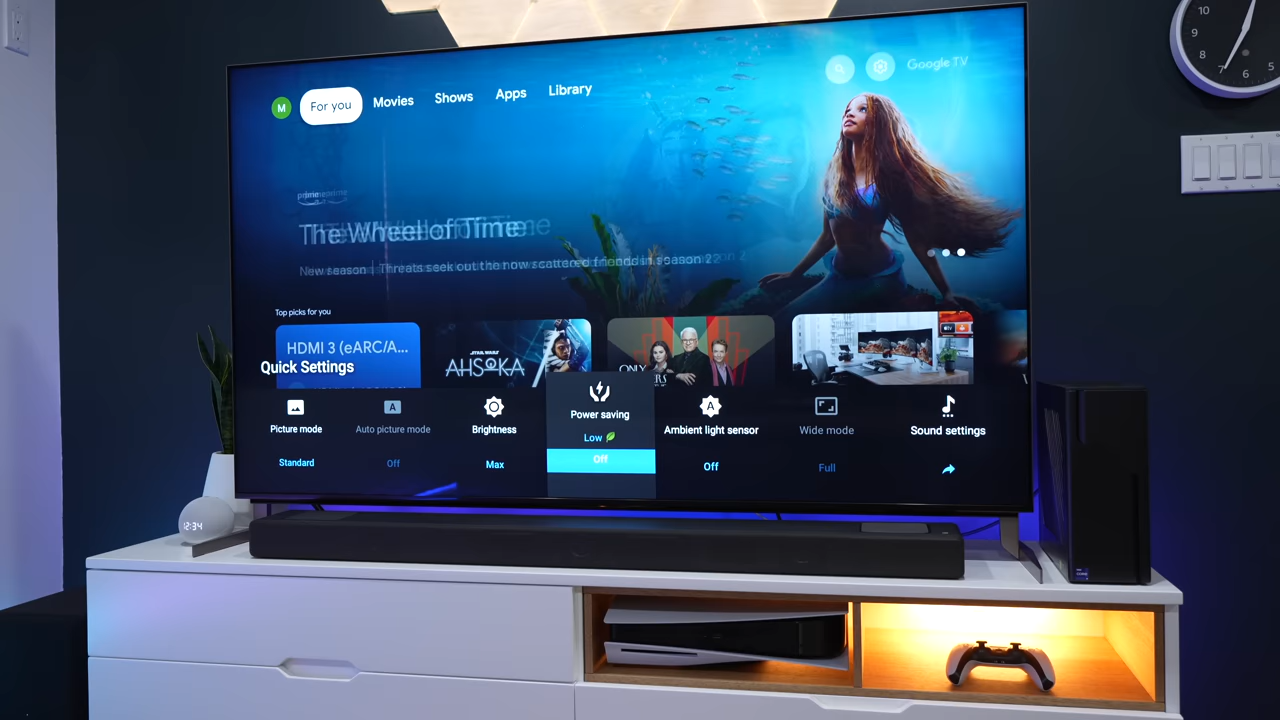 M
For you
Movies
Shows
Apps
Library
Google TV
prime
The Wheel of Time
New season | Threats seek out the now scattered friends in season 2
Top picks for you
HDMI 3 (eARC/A...
STAR WARS
AHSOKA
ONLY
Quick Settings
Picture mode
Standard
A
Auto picture mode
Off
Brightness
Max
Power saving
Low
Off
A
Ambient light sensor
Off
Wide mode
Full
Sound settings
12:34
10
9
8
7
6
5